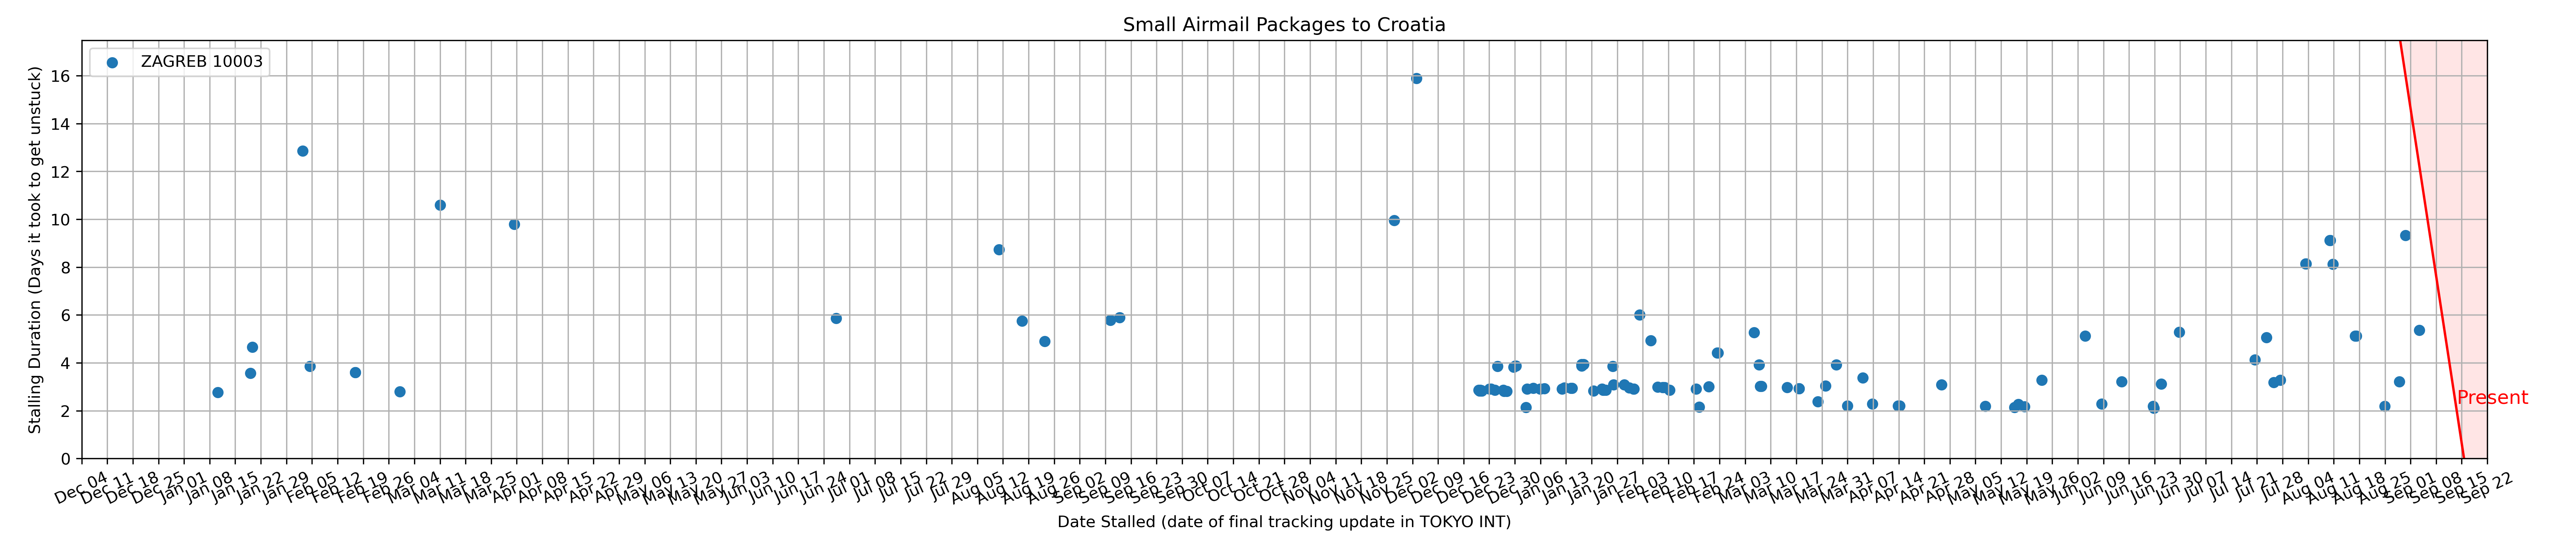 Small Airmail Packages to Croatia
ZAGREB 10003
Stalling Duration (Days it took to get unstuck)
16
14
12
10
8
6
4
2
0
Present
Dec 04 Dec 11 Dec 18 Dec 25 Jan 01 Jan 08 Jan 15 Jan 22 Jan 29 Feb 05 Feb 12 Feb 19 Feb 26 Mar 04 Mar 11 Mar 18 Mar 25 Apr 01 Apr 08 Apr 15 Apr 22 Apr 29 May 06 May 13 May 20 May 27 Jun 03 Jun 10 Jun 17 Jun 24 Jul 01 Jul 08 Jul 15 Jul 22 Jul 29 Aug 05 Aug 12 Aug 19 Aug 26 Sep 02 Sep 09 Sep 16 Sep 23 Sep 30 Oct 07 Oct 14 Oct 21 Oct 28 Nov 04 Nov 11 Nov 18 Nov 25 Dec 02 Dec 09 Dec 16 Dec 23 Dec 30 Jan 06 Jan 13 Jan 20 Jan 27 Feb 03 Feb 10 Feb 17 Feb 24 Mar 03 Mar 10 Mar 17 Mar 24 Mar 31 Apr 07 Apr 14 Apr 21 Apr 28 May 05 May 12 May 19 May 26 Jun 02 Jun 09 Jun 16 Jun 23 Jun 30 Jul 07 Jul 14 Jul 21 Jul 28 Aug 04 Aug 11 Aug 18 Aug 25 Sep 01 Sep 08 Sep 15 Sep 22
Date Stalled (date of final tracking update in TOKYO INT)